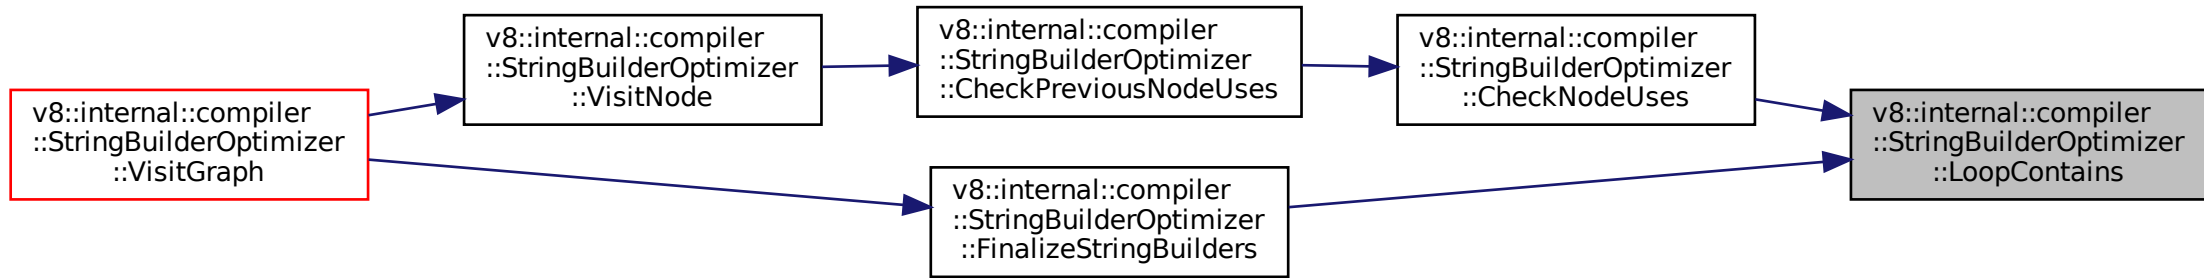 v8::internal::compiler
::StringBuilderOptimizer
::VisitGraph
v8::internal::compiler
::StringBuilderOptimizer
::VisitNode
v8::internal::compiler
::StringBuilderOptimizer
::CheckPreviousNodeUses
v8::internal::compiler
::StringBuilderOptimizer
::CheckNodeUses
v8::internal::compiler
::StringBuilderOptimizer
::FinalizeStringBuilders
v8::internal::compiler
::StringBuilderOptimizer
::LoopContains